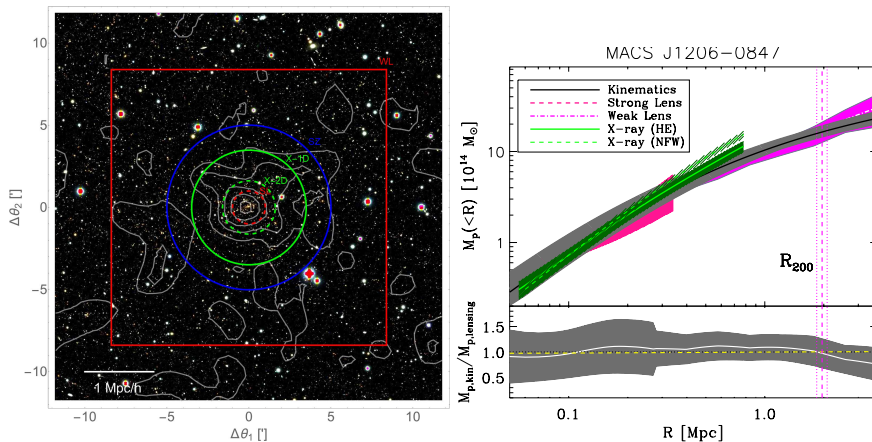 10
5
0
−5
−10
Δθ₂ [']
WL
SZ
X-1D
X-2D
SL
1 Mpc/h
−10
−5
0
5
10
Δθ₁ [']
MACS J1206-0847
Kinematics
Strong Lens
Weak Lens
X-ray (HE)
X-ray (NFW)
10
1
M_p(<R) [10¹⁴ M_⊙]
R₂₀₀
1.5
1.0
0.5
M_p,kin/M_p,lensing
0.1
1.0
R [Mpc]